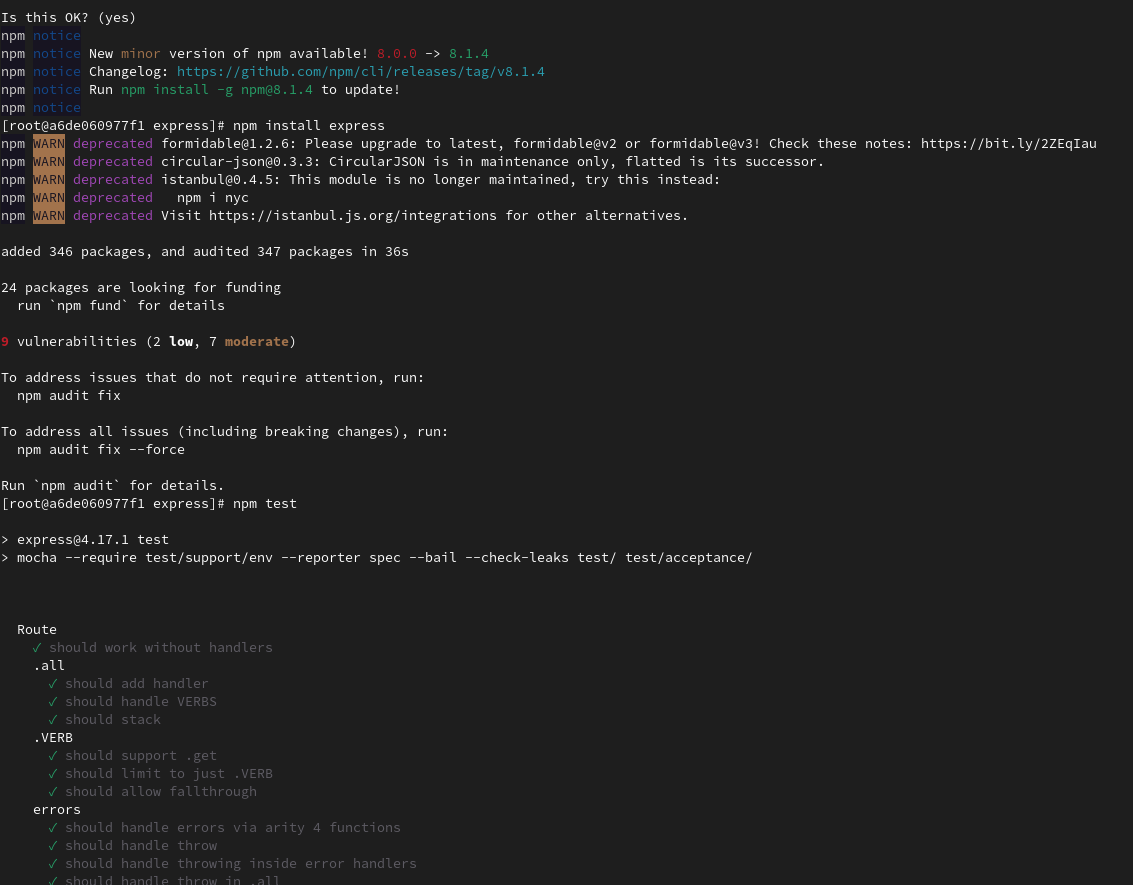 Is this OK? (yes)
npm notice
npm notice New minor version of npm available! 8.0.0 -> 8.1.4
npm notice Changelog: https://github.com/npm/cli/releases/tag/v8.1.4
npm notice Run npm install -g npm@8.1.4 to update!
npm notice
[root@a6de060977f1 express]# npm install express
npm WARN deprecated formidable@1.2.6: Please upgrade to latest, formidable@v2 or formidable@v3! Check these notes: https://bit.ly/2ZEqIau
npm WARN deprecated circular-json@0.3.3: CircularJSON is in maintenance only, flatted is its successor.
npm WARN deprecated istanbul@0.4.5: This module is no longer maintained, try this instead:
npm WARN deprecated   npm i nyc
npm WARN deprecated Visit https://istanbul.js.org/integrations for other alternatives.
added 346 packages, and audited 347 packages in 36s
24 packages are looking for funding
  run `npm fund` for details
9 vulnerabilities (2 low, 7 moderate)
To address issues that do not require attention, run:
  npm audit fix
To address all issues (including breaking changes), run:
  npm audit fix --force
Run `npm audit` for details.
[root@a6de060977f1 express]# npm test
> express@4.17.1 test
> mocha --require test/support/env --reporter spec --bail --check-leaks test/ test/acceptance/
  Route
    ✓ should work without handlers
    .all
      ✓ should add handler
      ✓ should handle VERBS
      ✓ should stack
    .VERB
      ✓ should support .get
      ✓ should limit to just .VERB
      ✓ should allow fallthrough
    errors
      ✓ should handle errors via arity 4 functions
      ✓ should handle throw
      ✓ should handle throwing inside error handlers
      ✓ should handle throw in .all